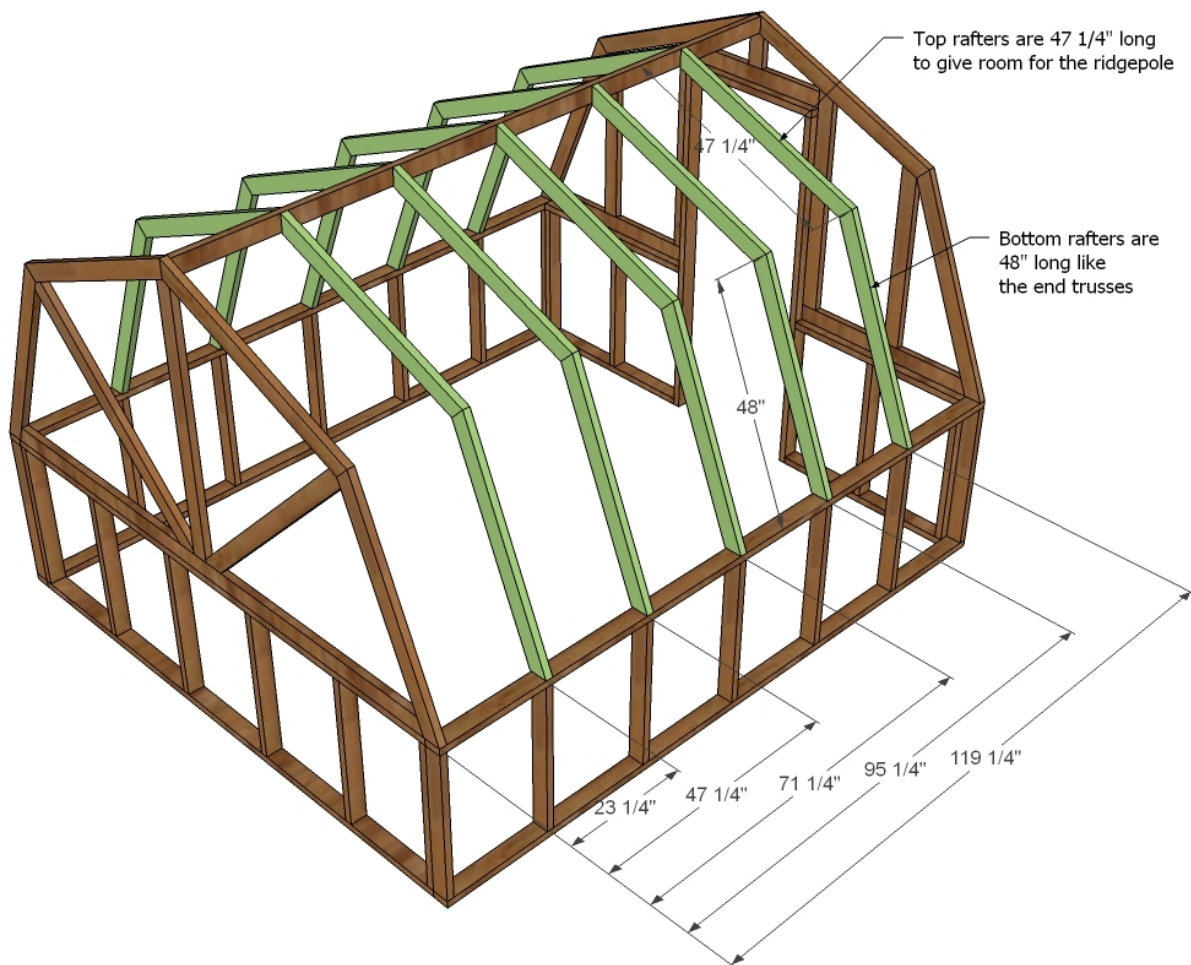 Top rafters are 47 1/4" long
to give room for the ridgepole
47 1/4"
Bottom rafters are
48" long like
the end trusses
48"
23 1/4"
47 1/4"
71 1/4"
95 1/4"
119 1/4"